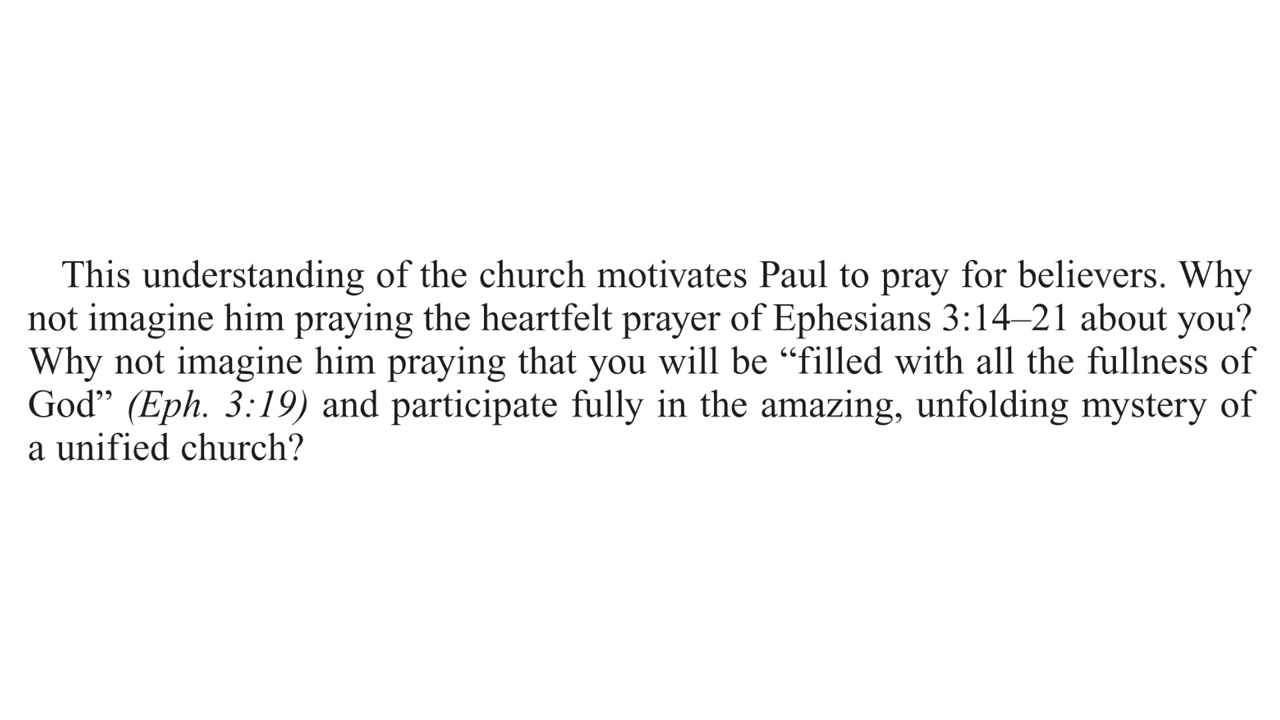 This understanding of the church motivates Paul to pray for believers. Why
not imagine him praying the heartfelt prayer of Ephesians 3:14–21 about you?
Why not imagine him praying that you will be “filled with all the fullness of
God” (Eph. 3:19) and participate fully in the amazing, unfolding mystery of
a unified church?